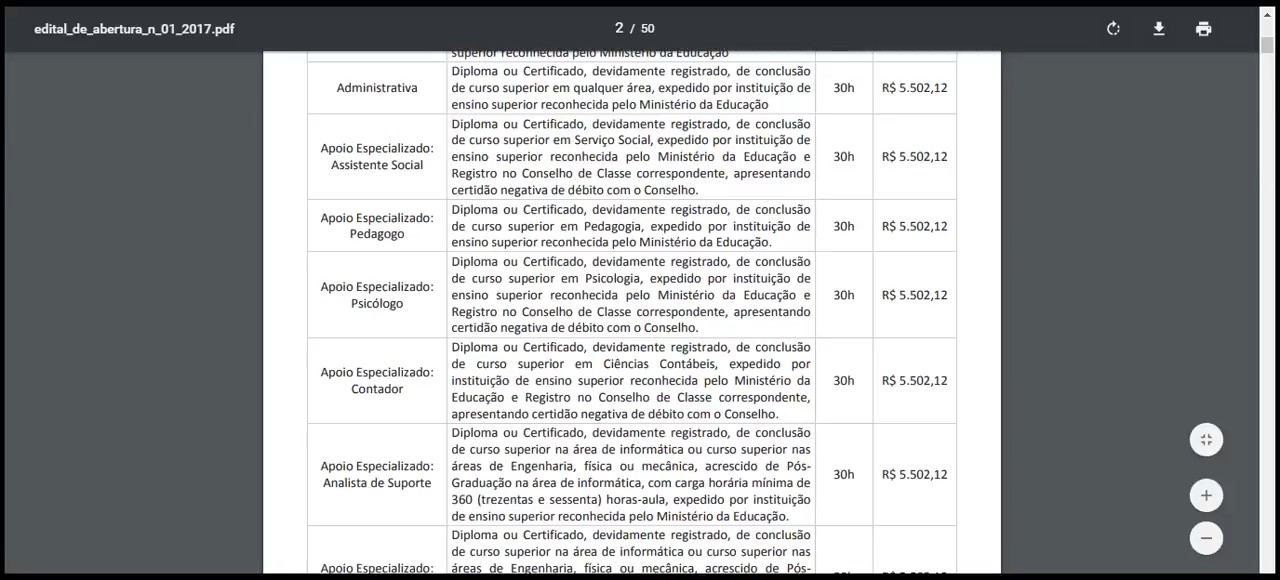 edital_de_abertura_n_01_2017.pdf
2 / 50
superior reconhecida pelo Ministério da Educação
Administrativa
Diploma ou Certificado, devidamente registrado, de conclusão
de curso superior em qualquer área, expedido por instituição de
ensino superior reconhecida pelo Ministério da Educação
30h
R$ 5.502,12
Apoio Especializado:
Assistente Social
Diploma ou Certificado, devidamente registrado, de conclusão
de curso superior em Serviço Social, expedido por instituição de
ensino superior reconhecida pelo Ministério da Educação e
Registro no Conselho de Classe correspondente, apresentando
certidão negativa de débito com o Conselho.
30h
R$ 5.502,12
Apoio Especializado:
Pedagogo
Diploma ou Certificado, devidamente registrado, de conclusão
de curso superior em Pedagogia, expedido por instituição de
ensino superior reconhecida pelo Ministério da Educação.
30h
R$ 5.502,12
Apoio Especializado:
Psicólogo
Diploma ou Certificado, devidamente registrado, de conclusão
de curso superior em Psicologia, expedido por instituição de
ensino superior reconhecida pelo Ministério da Educação e
Registro no Conselho de Classe correspondente, apresentando
certidão negativa de débito com o Conselho.
30h
R$ 5.502,12
Apoio Especializado:
Contador
Diploma ou Certificado, devidamente registrado, de conclusão
de curso superior em Ciências Contábeis, expedido por
instituição de ensino superior reconhecida pelo Ministério da
Educação e Registro no Conselho de Classe correspondente,
apresentando certidão negativa de débito com o Conselho.
30h
R$ 5.502,12
Apoio Especializado:
Analista de Suporte
Diploma ou Certificado, devidamente registrado, de conclusão
de curso superior na área de informática ou curso superior nas
áreas de Engenharia, física ou mecânica, acrescido de Pós-
Graduação na área de informática, com carga horária mínima de
360 (trezentas e sessenta) horas-aula, expedido por instituição
de ensino superior reconhecida pelo Ministério da Educação.
30h
R$ 5.502,12
Apoio Especializado:
Diploma ou Certificado, devidamente registrado, de conclusão
de curso superior na área de informática ou curso superior nas
áreas de Engenharia, física ou mecânica, acrescido de Pós-